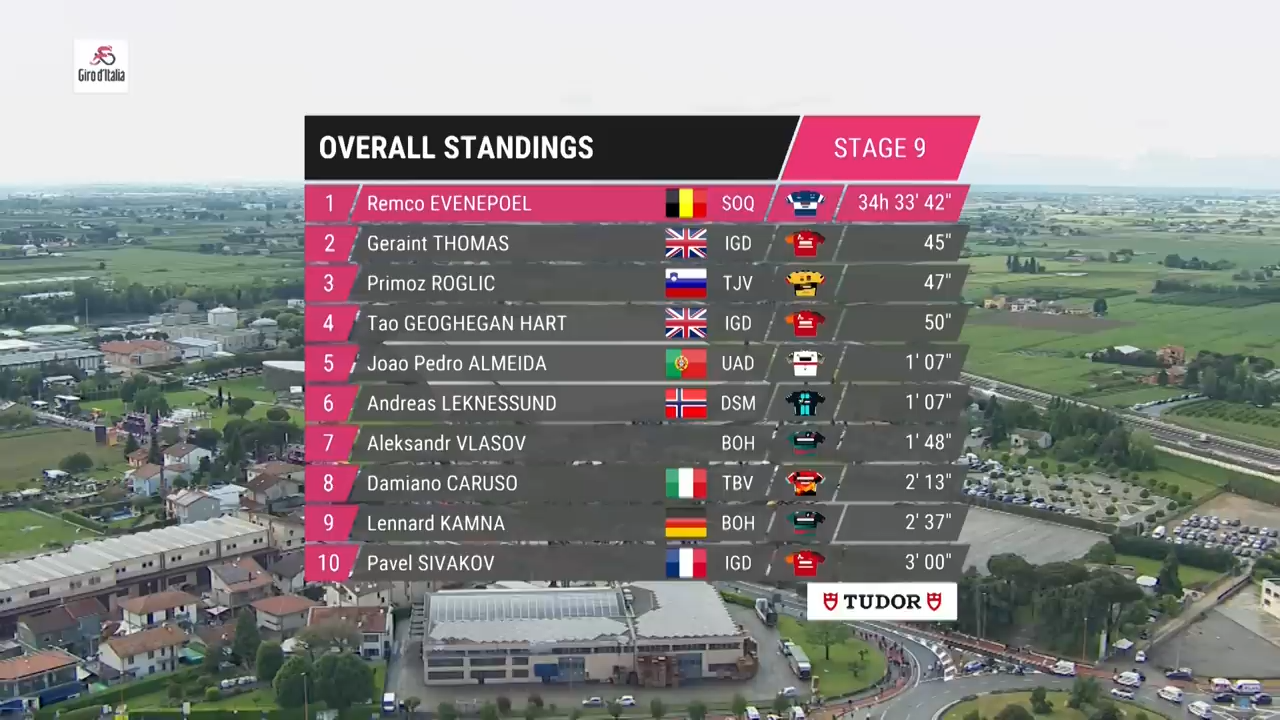 Giro d'Italia
OVERALL STANDINGS STAGE 9
1 Remco EVENEPOEL SOQ 34h 33' 42"
2 Geraint THOMAS IGD 45"
3 Primoz ROGLIC TJV 47"
4 Tao GEOGHEGAN HART IGD 50"
5 Joao Pedro ALMEIDA UAD 1' 07"
6 Andreas LEKNESSUND DSM 1' 07"
7 Aleksandr VLASOV BOH 1' 48"
8 Damiano CARUSO TBV 2' 13"
9 Lennard KAMNA BOH 2' 37"
10 Pavel SIVAKOV IGD 3' 00"
TUDOR